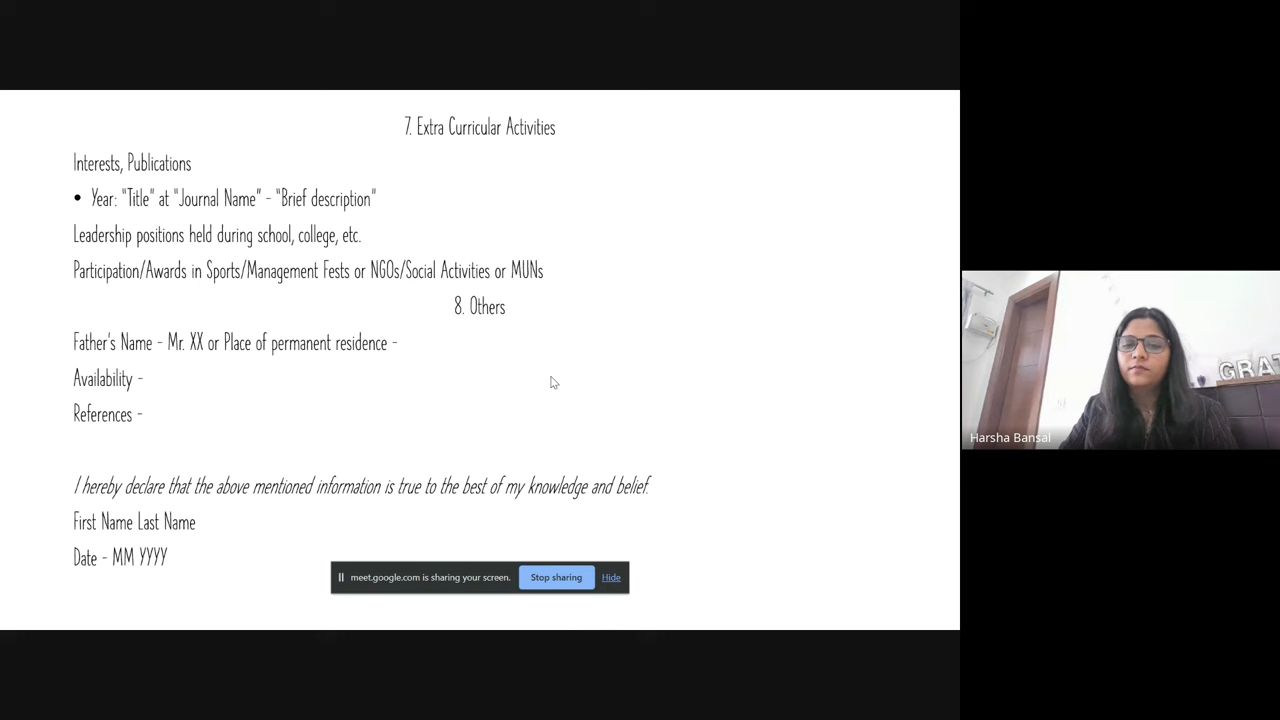 7. Extra Curricular Activities
Interests, Publications
• Year: "Title" at "Journal Name" - "Brief description"
Leadership positions held during school, college, etc.
Participation/Awards in Sports/Management Fests or NGOs/Social Activities or MUNs
8. Others
Father's Name - Mr. XX or Place of permanent residence -
Availability -
References -
I hereby declare that the above mentioned information is true to the best of my knowledge and belief.
First Name Last Name
Date - MM YYYY
meet.google.com is sharing your screen. Stop sharing Hide
GRAT
Harsha Bansal